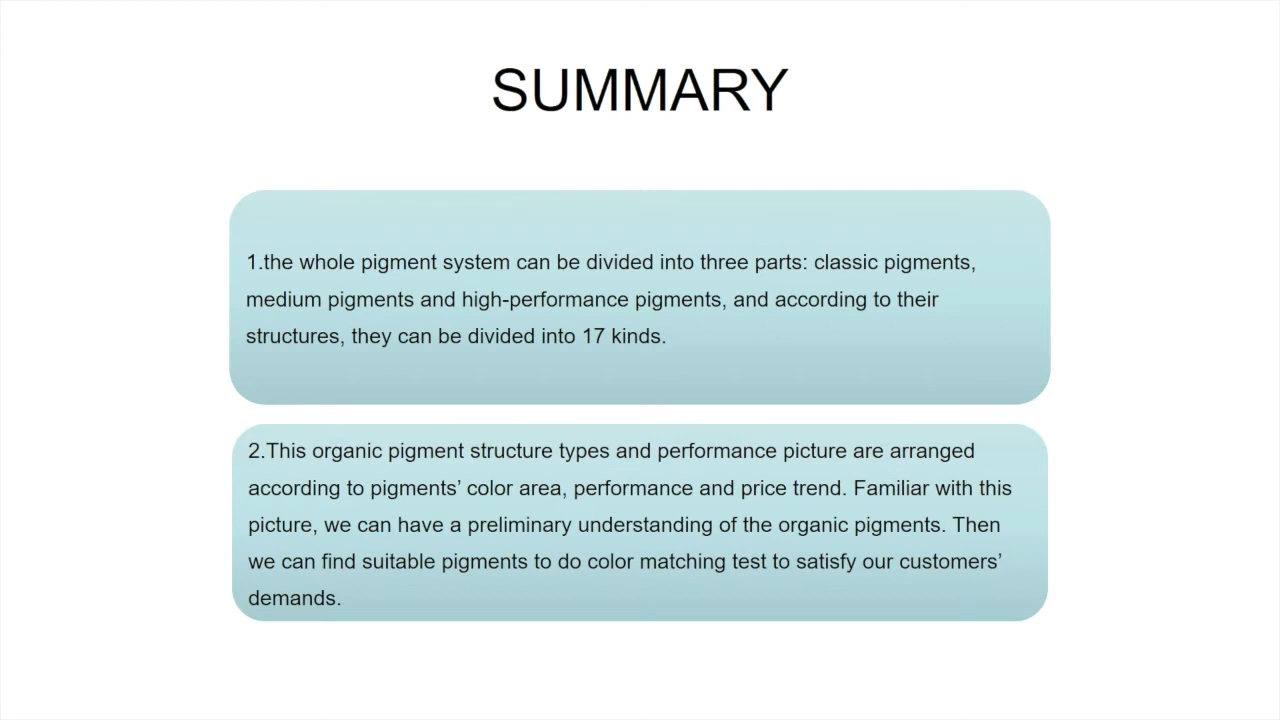 SUMMARY
1.the whole pigment system can be divided into three parts: classic pigments,
medium pigments and high-performance pigments, and according to their
structures, they can be divided into 17 kinds.
2.This organic pigment structure types and performance picture are arranged
according to pigments’ color area, performance and price trend. Familiar with this
picture, we can have a preliminary understanding of the organic pigments. Then
we can find suitable pigments to do color matching test to satisfy our customers’
demands.